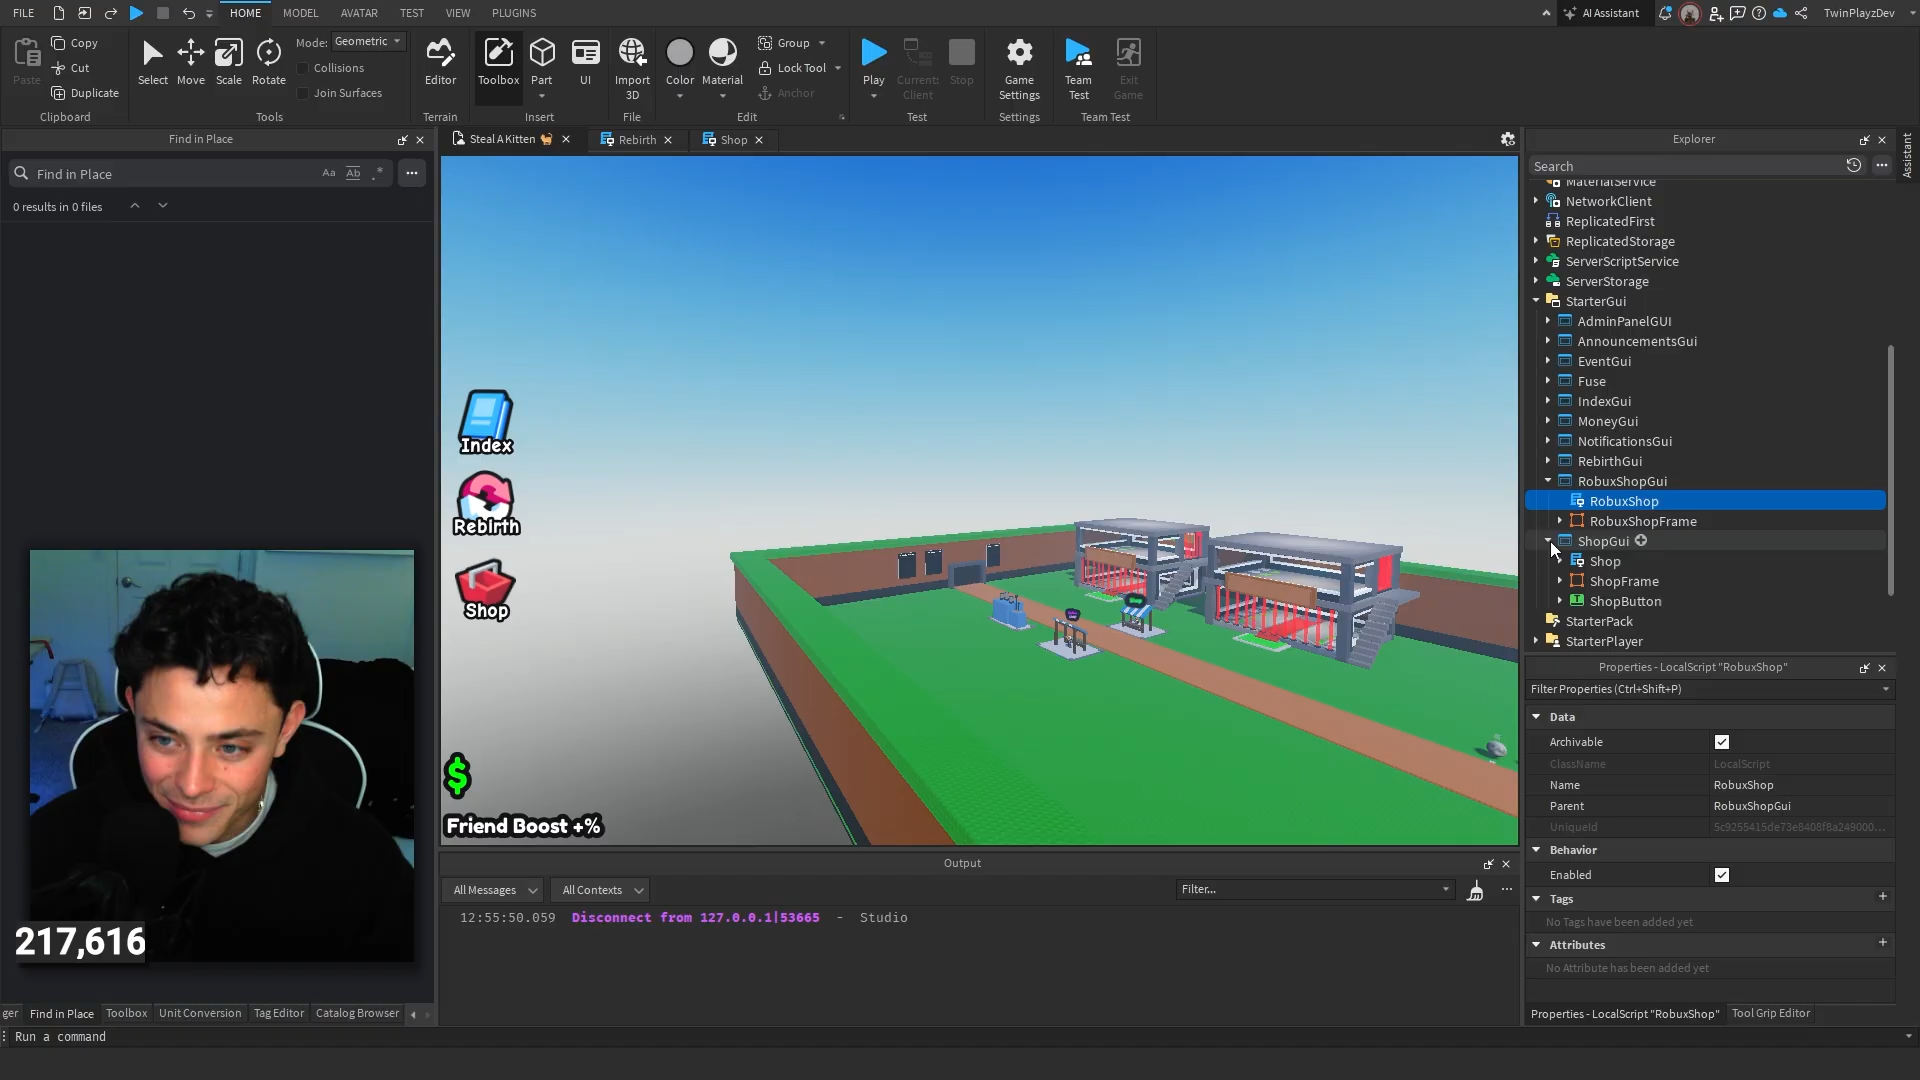 FILE HOME MODEL AVATAR TEST VIEW PLUGINS AI Assistant TwinPlayzDev
Paste Copy Cut Duplicate Clipboard
Select Move Scale Rotate Mode: Geometric Collisions Join Surfaces Tools
Editor Terrain
Toolbox Part UI Insert
Import 3D File
Color Material Group Lock Tool Anchor Edit
Play Current: Client Stop Test
Game Settings Settings
Team Test Exit Game Team Test
Find in Place
Find in Place Aa Ab .*
0 results in 0 files
Steal A Kitten Rebirth Shop
Index
Rebirth
Shop
$
Friend Boost +%
217,616
Output
All Messages All Contexts Filter...
12:55:50.059 Disconnect from 127.0.0.1|53665 - Studio
Explorer
Assistant
Search
MaterialService
NetworkClient
ReplicatedFirst
ReplicatedStorage
ServerScriptService
ServerStorage
StarterGui
AdminPanelGUI
AnnouncementsGui
EventGui
Fuse
IndexGui
MoneyGui
NotificationsGui
RebirthGui
RobuxShopGui
RobuxShop
RobuxShopFrame
ShopGui
Shop
ShopFrame
ShopButton
StarterPack
StarterPlayer
Properties - LocalScript "RobuxShop"
Filter Properties (Ctrl+Shift+P)
Data
Archivable
ClassName LocalScript
Name RobuxShop
Parent RobuxShopGui
UniqueId 5c9255415de73e8408f8a249000...
Behavior
Enabled
Tags
No Tags have been added yet
Attributes
No Attribute has been added yet
ger Find in Place Toolbox Unit Conversion Tag Editor Catalog Browser
Properties - LocalScript "RobuxShop" Tool Grip Editor
Run a command